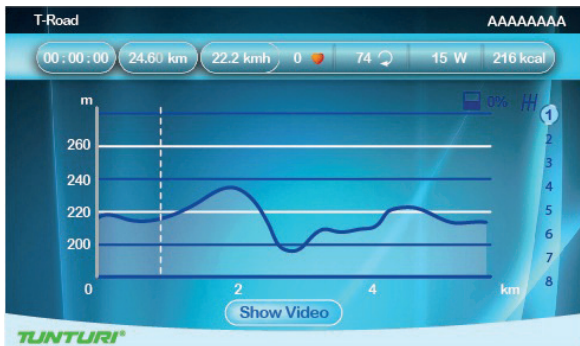 T-Road AAAAAAAA
00:00:00 24.60 km 22.2 kmh 0 74 15 W 216 kcal
m 0% 1
260 2
240 3
220 4
200 5
6
7
0 2 4 km 8
Show Video
TUNTURI®